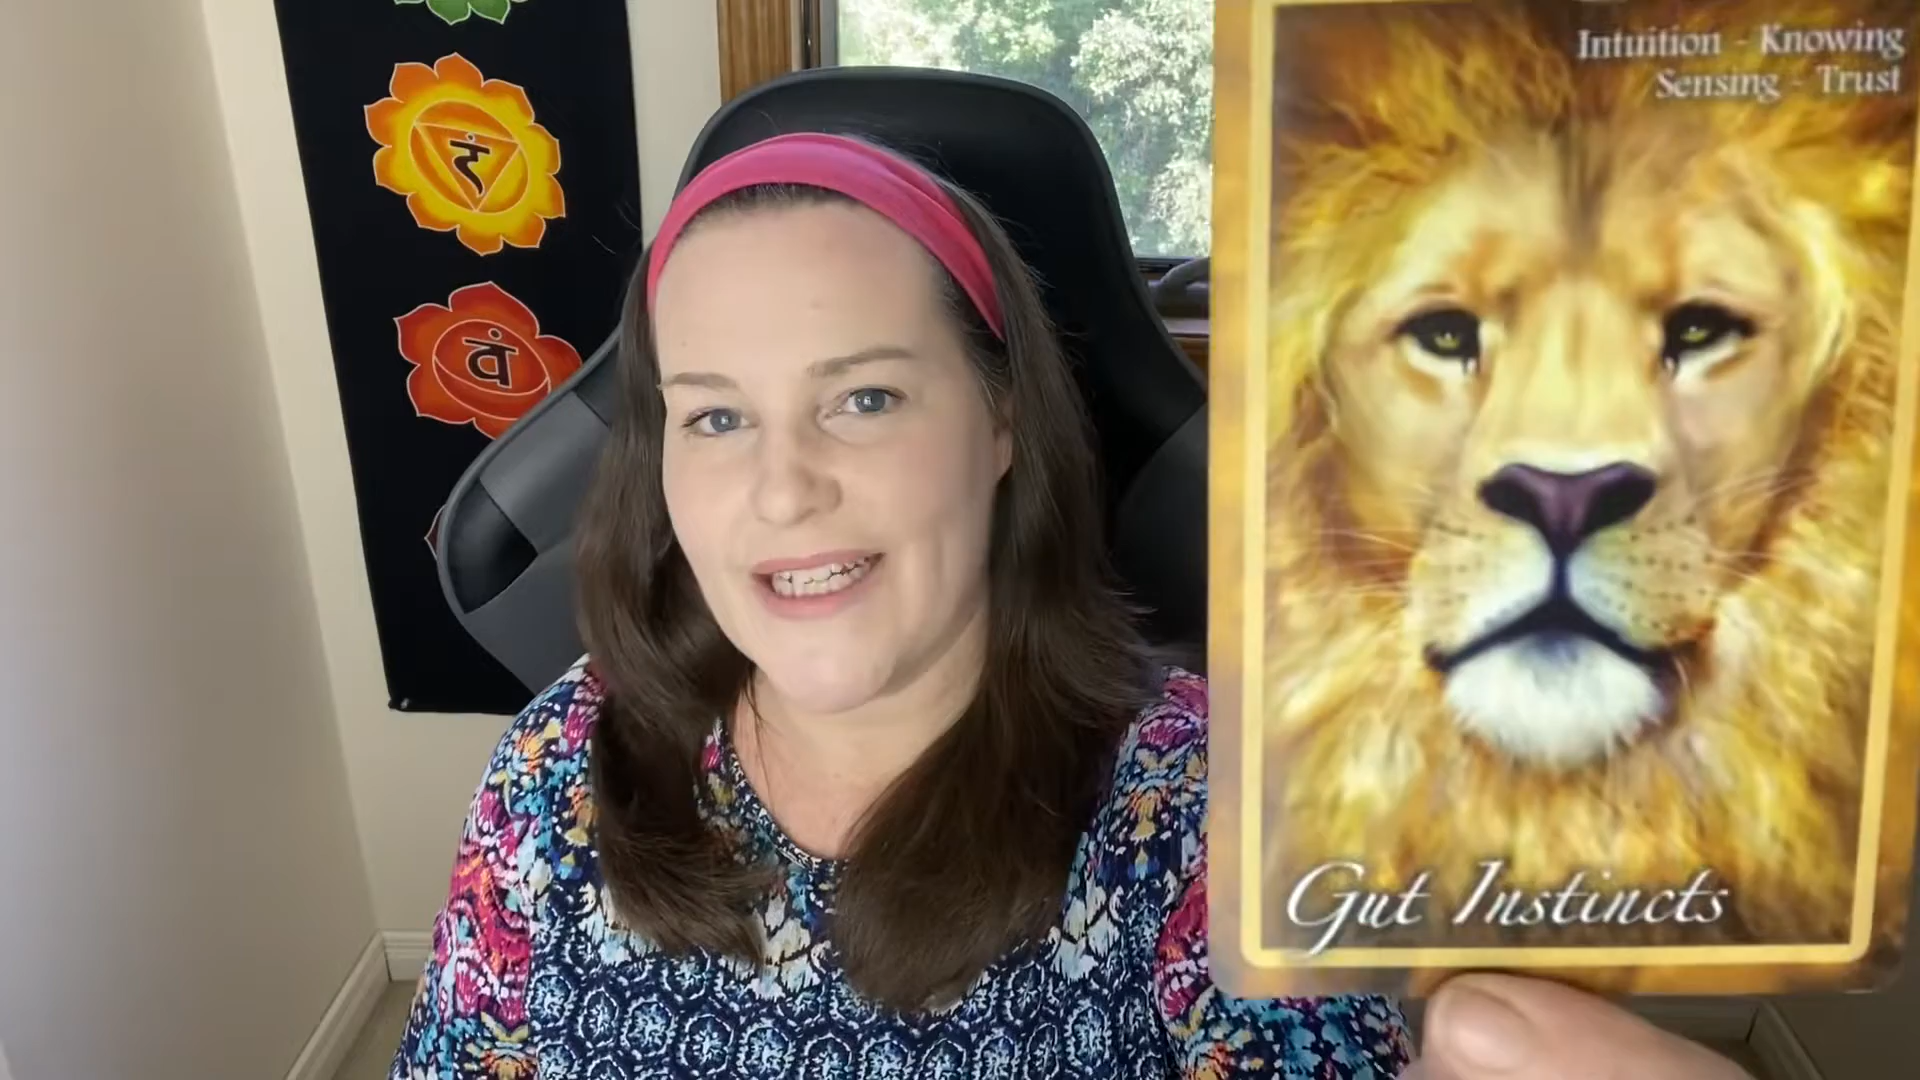 रं
वं
Intuition - Knowing
Sensing - Trust
Gut Instincts